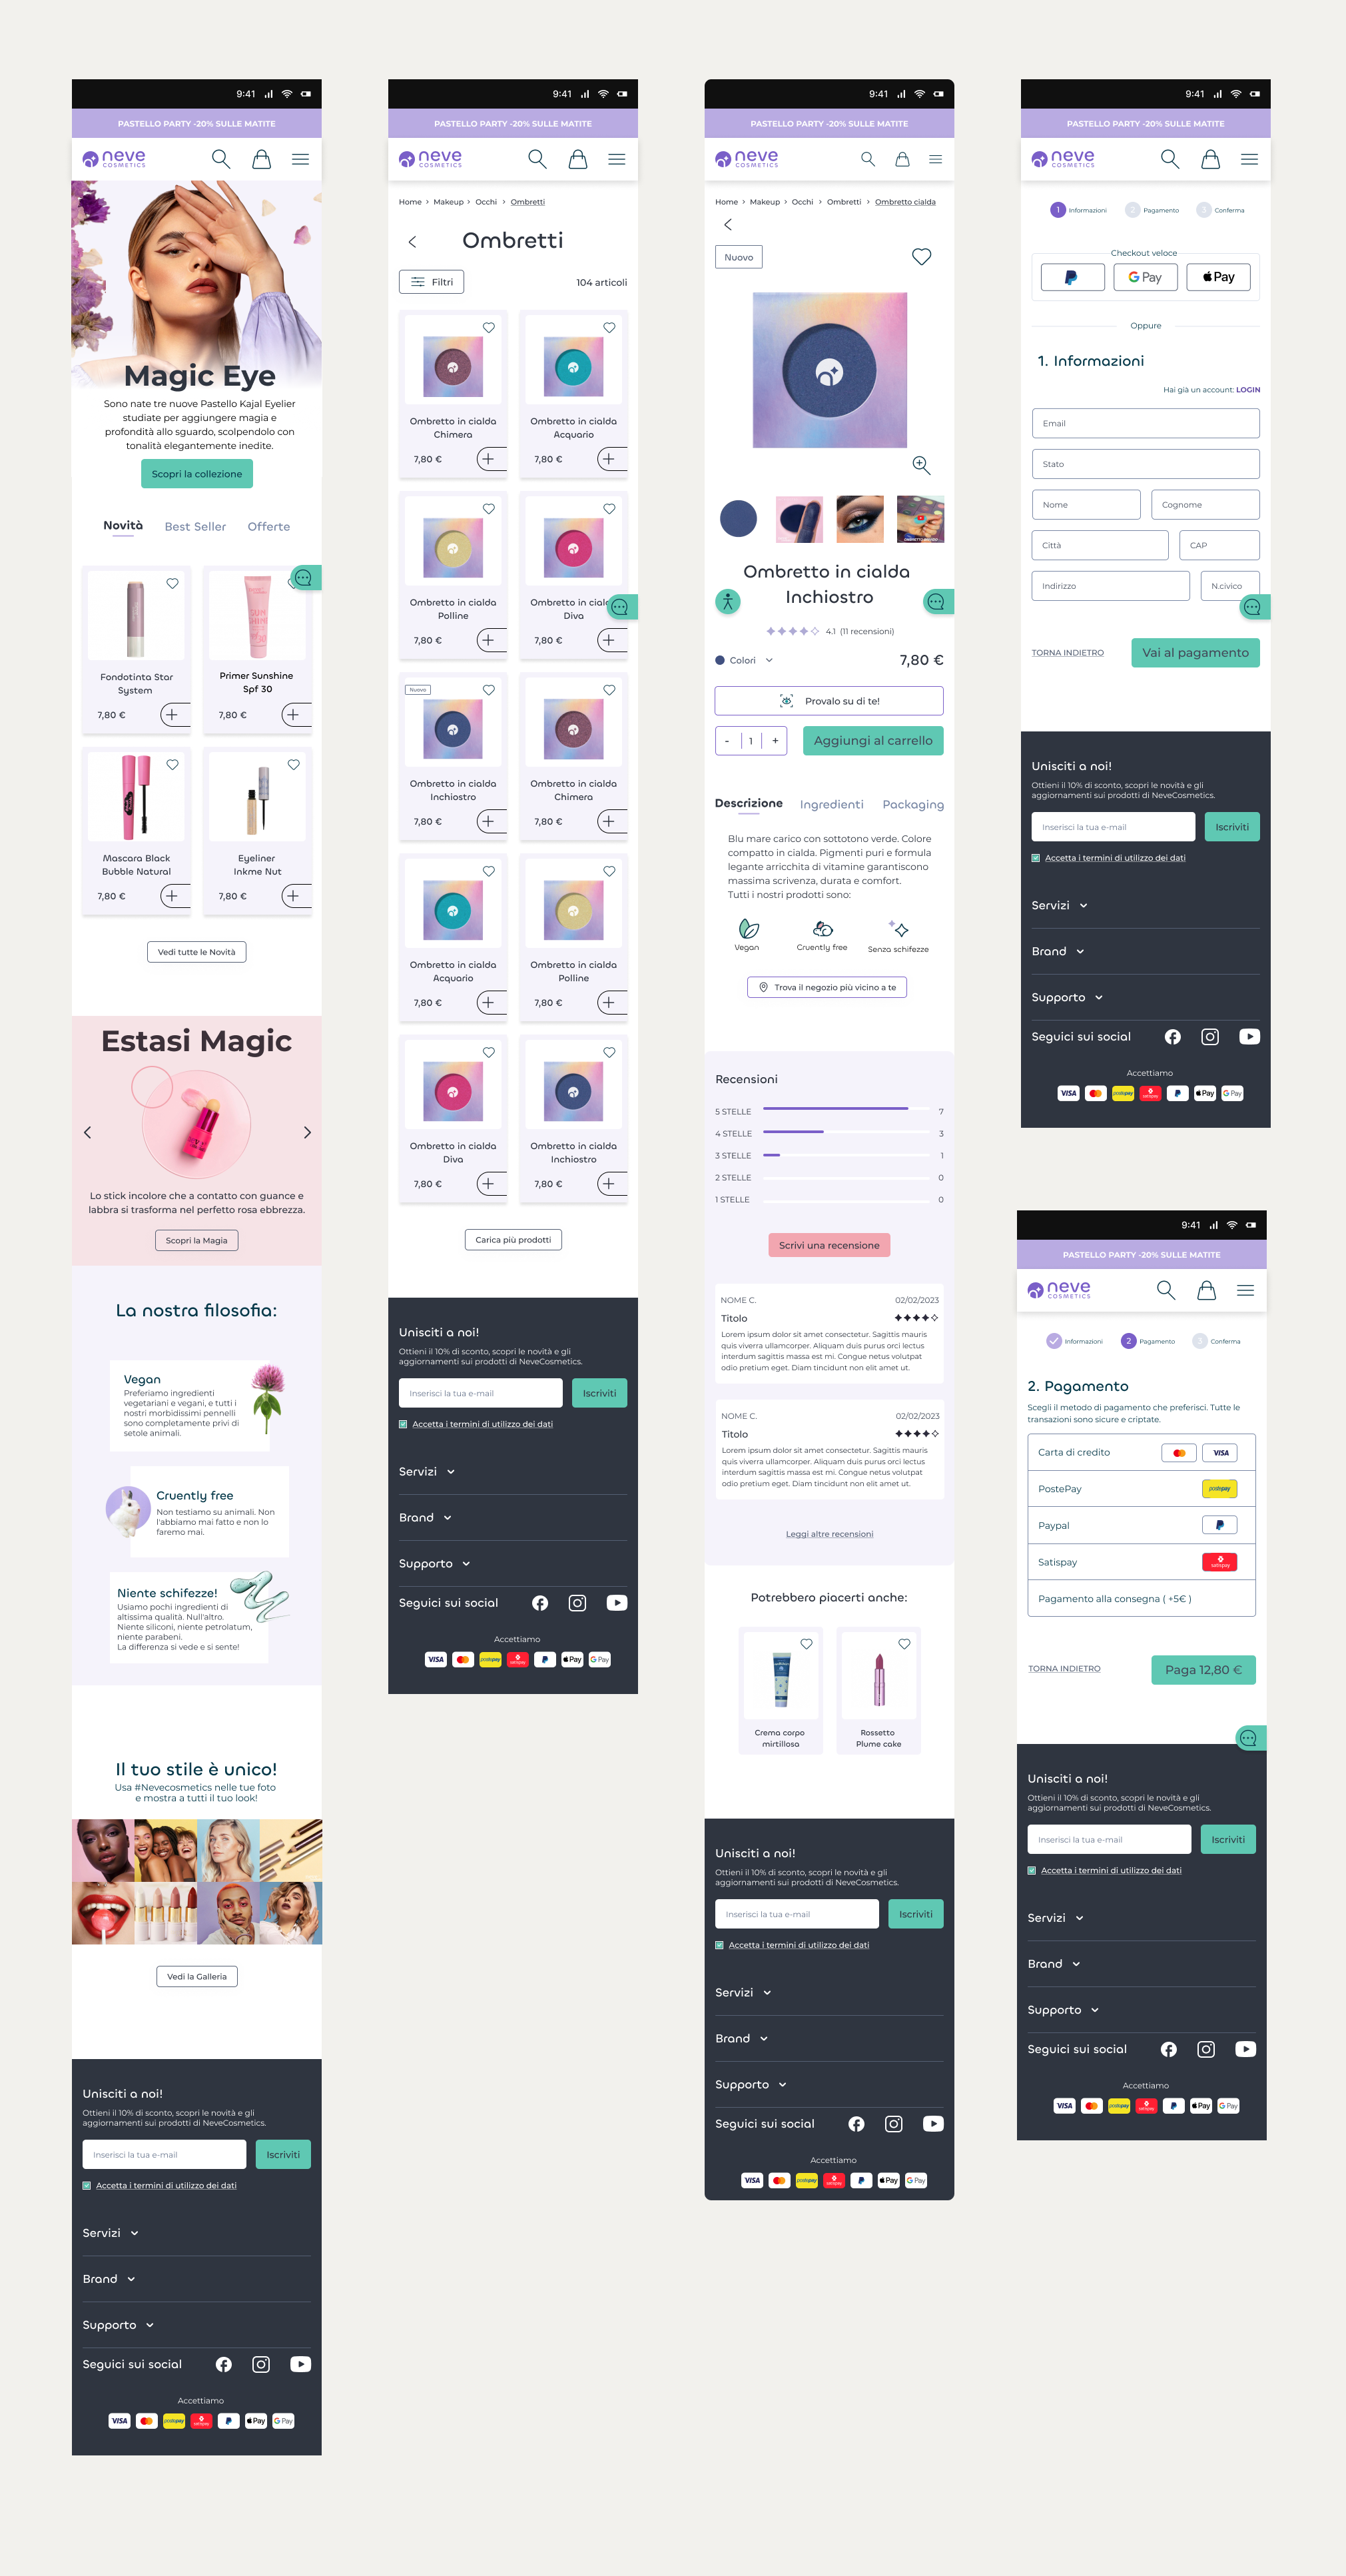 9:41
PASTELLO PARTY -20% SULLE MATITE
neve
COSMETICS
Magic Eye
Sono nate tre nuove Pastello Kajal Eyelier
studiate per aggiungere magia e
profondità allo sguardo, scolpendolo con
tonalità elegantemente inedite.
Scopri la collezione
Novità Best Seller Offerte
Fondotinta Star
System
7,80 €
Primer Sunshine
Spf 30
7,80 €
Mascara Black
Bubble Natural
7,80 €
Eyeliner
Inkme Nut
7,80 €
Vedi tutte le Novità
Estasi Magic
Lo stick incolore che a contatto con guance e
labbra si trasforma nel perfetto rosa ebbrezza.
Scopri la Magia
La nostra filosofia:
Vegan
Preferiamo ingredienti
vegetariani e vegani, e tutti i
nostri morbidissimi pennelli
sono completamente privi di
setole animali.
Cruently free
Non testiamo su animali. Non
l'abbiamo mai fatto e non lo
faremo mai.
Niente schifezze!
Usiamo pochi ingredienti di
altissima qualità. Null'altro.
Niente siliconi, niente petrolatum,
niente parabeni.
La differenza si vede e si sente!
Il tuo stile è unico!
Usa #Nevecosmetics nelle tue foto
e mostra a tutti il tuo look!
Vedi la Galleria
Unisciti a noi!
Ottieni il 10% di sconto, scopri le novità e gli
aggiornamenti sui prodotti di NeveCosmetics.
Inserisci la tua e-mail
Iscriviti
Accetta i termini di utilizzo dei dati
Servizi
Brand
Supporto
Seguici sui social
Accettiamo
VISA postepay satispay Pay G Pay
9:41
PASTELLO PARTY -20% SULLE MATITE
neve
COSMETICS
Home > Makeup > Occhi > Ombretti
Ombretti
Filtri
104 articoli
Ombretto in cialda
Chimera
7,80 €
Ombretto in cialda
Acquario
7,80 €
Ombretto in cialda
Polline
7,80 €
Ombretto in cialda
Diva
7,80 €
Nuovo
Ombretto in cialda
Inchiostro
7,80 €
Ombretto in cialda
Chimera
7,80 €
Ombretto in cialda
Acquario
7,80 €
Ombretto in cialda
Polline
7,80 €
Ombretto in cialda
Diva
7,80 €
Ombretto in cialda
Inchiostro
7,80 €
Carica più prodotti
Unisciti a noi!
Ottieni il 10% di sconto, scopri le novità e gli
aggiornamenti sui prodotti di NeveCosmetics.
Inserisci la tua e-mail
Iscriviti
Accetta i termini di utilizzo dei dati
Servizi
Brand
Supporto
Seguici sui social
Accettiamo
VISA postepay satispay Pay G Pay
9:41
PASTELLO PARTY -20% SULLE MATITE
neve
COSMETICS
Home > Makeup > Occhi > Ombretti > Ombretto cialda
Nuovo
Ombretto in cialda
Inchiostro
4.1 (11 recensioni)
Colori
7,80 €
Provalo su di te!
- 1 +
Aggiungi al carrello
Descrizione Ingredienti Packaging
Blu mare carico con sottotono verde. Colore
compatto in cialda. Pigmenti puri e formula
legante arricchita di vitamine garantiscono
massima scrivenza, durata e comfort.
Tutti i nostri prodotti sono:
Vegan
Cruently free
Senza schifezze
Trova il negozio più vicino a te
Recensioni
5 STELLE 7
4 STELLE 3
3 STELLE 1
2 STELLE 0
1 STELLE 0
Scrivi una recensione
NOME C. 02/02/2023
Titolo
Lorem ipsum dolor sit amet consectetur. Sagittis mauris
quis viverra ullamcorper. Aliquam duis purus orci lectus
interdum sagittis massa est mi. Congue netus volutpat
odio pretium eget. Diam tincidunt non elit amet ut.
NOME C. 02/02/2023
Titolo
Lorem ipsum dolor sit amet consectetur. Sagittis mauris
quis viverra ullamcorper. Aliquam duis purus orci lectus
interdum sagittis massa est mi. Congue netus volutpat
odio pretium eget. Diam tincidunt non elit amet ut.
Leggi altre recensioni
Potrebbero piacerti anche:
Crema corpo
mirtillosa
Rossetto
Plume cake
Unisciti a noi!
Ottieni il 10% di sconto, scopri le novità e gli
aggiornamenti sui prodotti di NeveCosmetics.
Inserisci la tua e-mail
Iscriviti
Accetta i termini di utilizzo dei dati
Servizi
Brand
Supporto
Seguici sui social
Accettiamo
VISA postepay satispay Pay G Pay
9:41
PASTELLO PARTY -20% SULLE MATITE
neve
COSMETICS
1 Informazioni 2 Pagamento 3 Conferma
Checkout veloce
G Pay
Pay
Oppure
1. Informazioni
Hai già un account: LOGIN
Email
Stato
Nome
Cognome
Città
CAP
Indirizzo
N.civico
TORNA INDIETRO
Vai al pagamento
Unisciti a noi!
Ottieni il 10% di sconto, scopri le novità e gli
aggiornamenti sui prodotti di NeveCosmetics.
Inserisci la tua e-mail
Iscriviti
Accetta i termini di utilizzo dei dati
Servizi
Brand
Supporto
Seguici sui social
Accettiamo
VISA postepay satispay Pay G Pay
9:41
PASTELLO PARTY -20% SULLE MATITE
neve
COSMETICS
Informazioni 2 Pagamento 3 Conferma
2. Pagamento
Scegli il metodo di pagamento che preferisci. Tutte le
transazioni sono sicure e criptate.
Carta di credito VISA
PostePay postepay
Paypal
Satispay satispay
Pagamento alla consegna ( +5€ )
TORNA INDIETRO
Paga 12,80 €
Unisciti a noi!
Ottieni il 10% di sconto, scopri le novità e gli
aggiornamenti sui prodotti di NeveCosmetics.
Inserisci la tua e-mail
Iscriviti
Accetta i termini di utilizzo dei dati
Servizi
Brand
Supporto
Seguici sui social
Accettiamo
VISA postepay satispay Pay G Pay